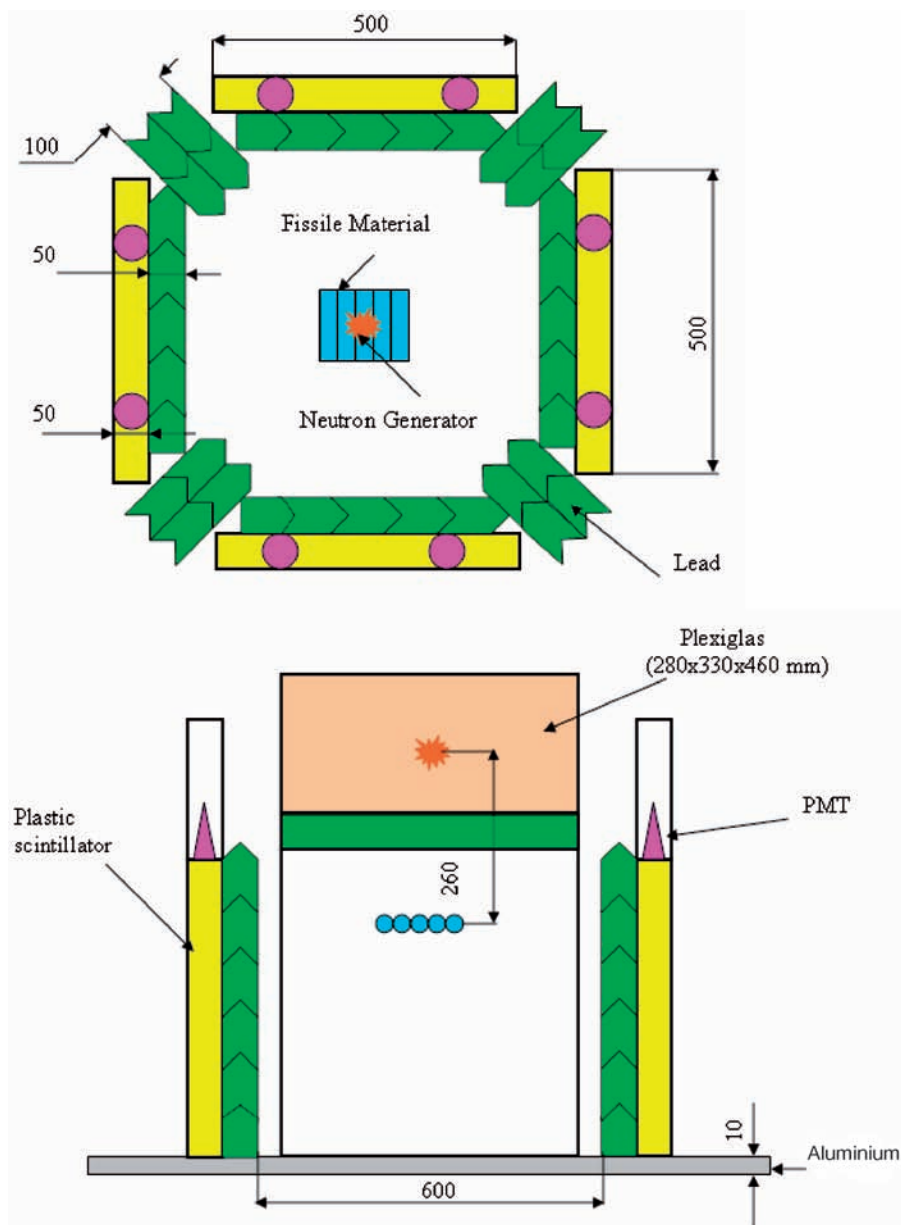 500
100
Fissile Material
50
500
Neutron Generator
50
Lead
Plexiglas
(280x330x460 mm)
PMT
Plastic
scintillator
260
10
Aluminium
600